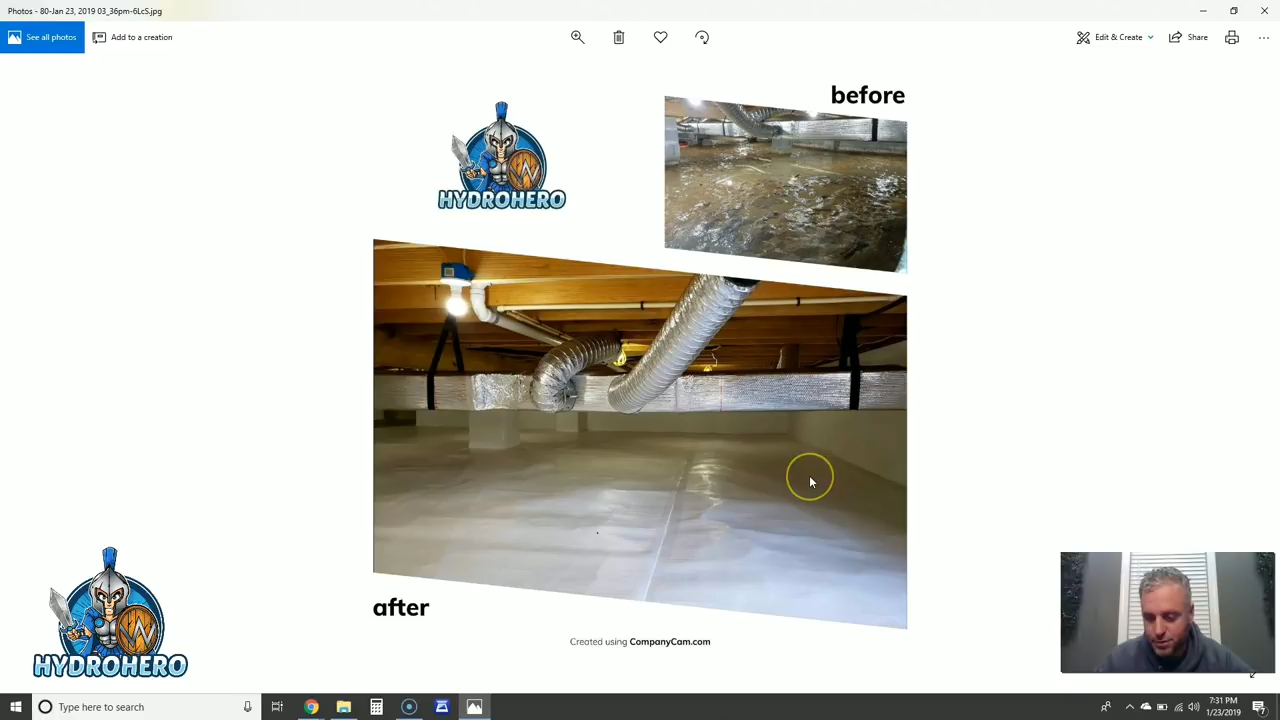 Photos - 80-Jan 23, 2019 03_36pm-6LcS.jpg
See all photos
Add to a creation
Edit & Create
Share
before
W
HYDROHERO
after
Created using CompanyCam.com
W
HYDROHERO
Type here to search
7:31 PM
1/23/2019
7